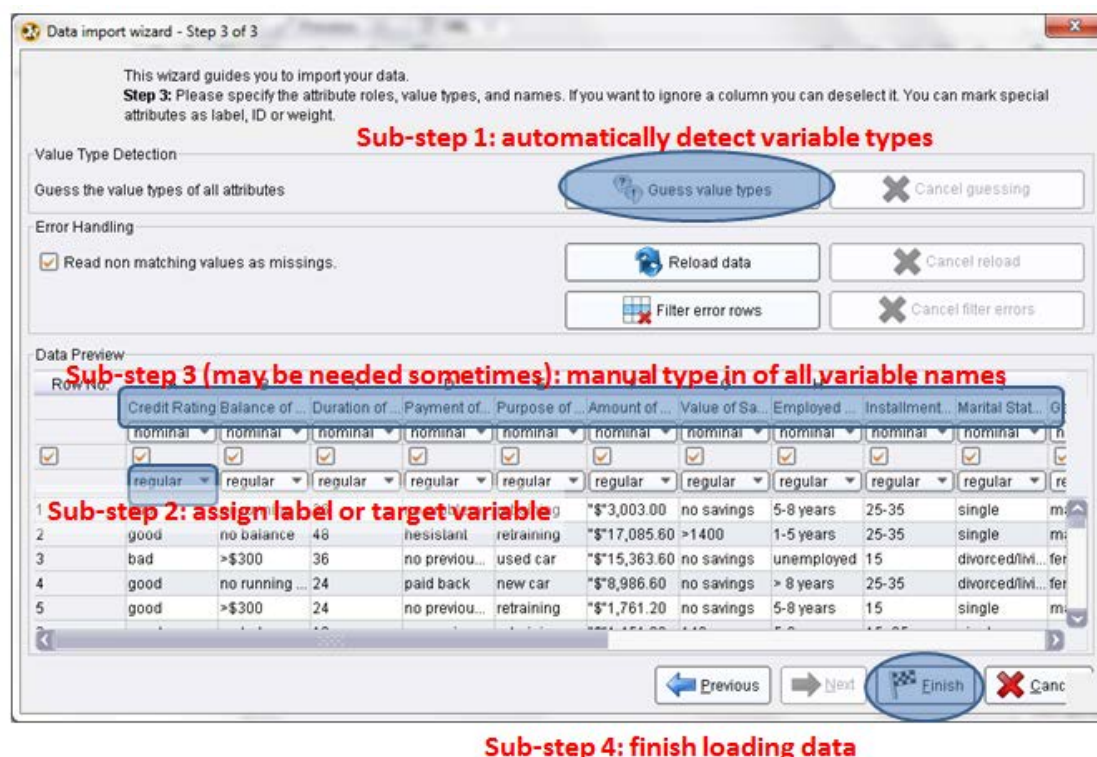 Data import wizard - Step 3 of 3
This wizard guides you to import your data.
Step 3: Please specify the attribute roles, value types, and names. If you want to ignore a column you can deselect it. You can mark special
attributes as label, ID or weight.
Sub-step 1: automatically detect variable types
Value Type Detection
Guess the value types of all attributes
Guess value types
Cancel guessing
Error Handling
Read non matching values as missings.
Reload data
Cancel reload
Filter error rows
Cancel filter errors
Data Preview
Row No.
Sub-step 3 (may be needed sometimes): manual type in of all variable names
Credit Rating Balance of ... Duration of ... Payment of... Purpose of ... Amount of ... Value of Sa... Employed ... Installment... Marital Stat...
nominal nominal nominal nominal nominal nominal nominal nominal nominal nominal
regular regular regular regular regular regular regular regular regular regular re
1 "$"3,003.00 no savings 5-8 years 25-35 single ma
Sub-step 2: assign label or target variable
2 good no balance 48 hesistant retraining "$"17,085.60 >1400 1-5 years 25-35 single ma
3 bad >$300 36 no previou... used car "$"15,363.60 no savings unemployed 15 divorced/livi... fer
4 good no running ... 24 paid back new car "$"8,986.60 no savings > 8 years 25-35 divorced/livi... fer
5 good >$300 24 no previou... retraining "$"1,761.20 no savings 5-8 years 15 single ma
Previous
Next
Finish
Canc
Sub-step 4: finish loading data